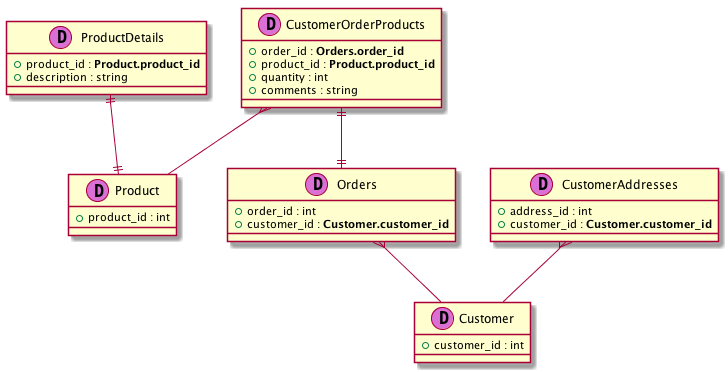 D ProductDetails
product_id : Product.product_id
description : string
D CustomerOrderProducts
order_id : Orders.order_id
product_id : Product.product_id
quantity : int
comments : string
D Product
product_id : int
D Orders
order_id : int
customer_id : Customer.customer_id
D CustomerAddresses
address_id : int
customer_id : Customer.customer_id
D Customer
customer_id : int